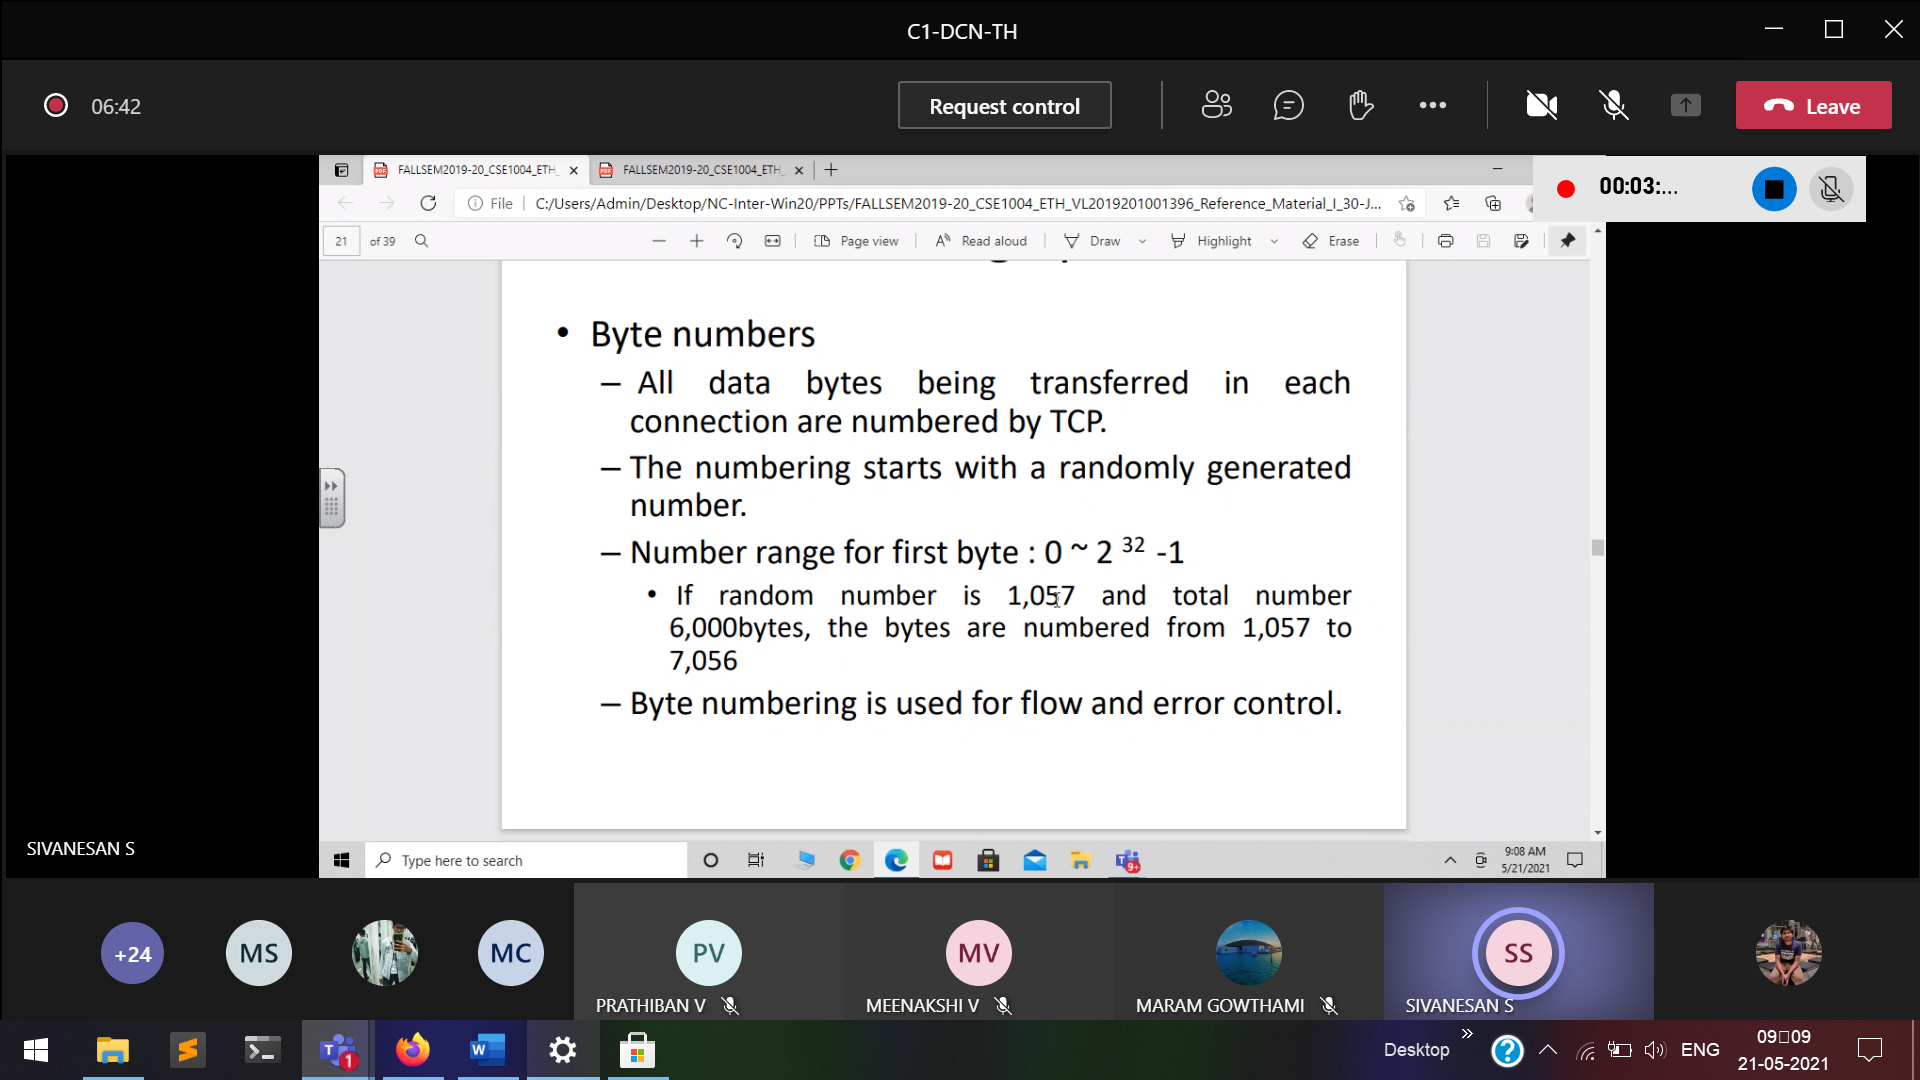 C1-DCN-TH
06:42
Request control
Leave
FALLSEM2019-20_CSE1004_ETH_
FALLSEM2019-20_CSE1004_ETH_
00:03:...
File
C:/Users/Admin/Desktop/NC-Inter-Win20/PPTs/FALLSEM2019-20_CSE1004_ETH_VL2019201001396_Reference_Material_I_30-J...
21 of 39
Page view
Read aloud
Draw
Highlight
Erase
• Byte numbers
– All data bytes being transferred in each
connection are numbered by TCP.
– The numbering starts with a randomly generated
number.
– Number range for first byte : 0 ~ 2 32 -1
• If random number is 1,057 and total number
6,000bytes, the bytes are numbered from 1,057 to
7,056
– Byte numbering is used for flow and error control.
SIVANESAN S
Type here to search
9+
9:08 AM
5/21/2021
+24
MS
MC
PV
MV
SS
PRATHIBAN V
MEENAKSHI V
MARAM GOWTHAMI
SIVANESAN S
1
Desktop
ENG
09□09
21-05-2021